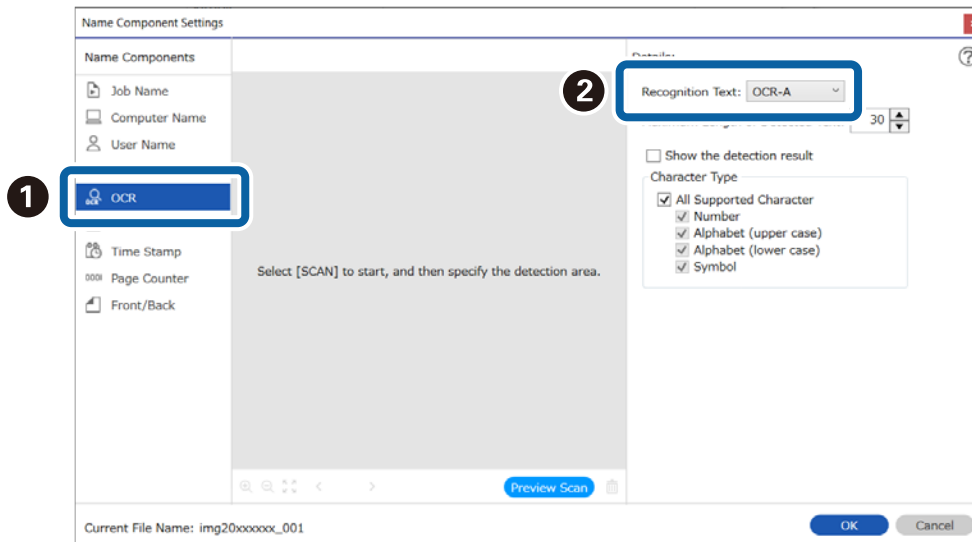 Name Component Settings
Name Components
Job Name
Computer Name
User Name
1
OCR
OCR
Time Stamp
0001 Page Counter
Front/Back
Select [SCAN] to start, and then specify the detection area.
Preview Scan
2
Recognition Text: OCR-A
30
Show the detection result
Character Type
All Supported Character
Number
Alphabet (upper case)
Alphabet (lower case)
Symbol
?
Current File Name: img20xxxxxx_001
OK
Cancel